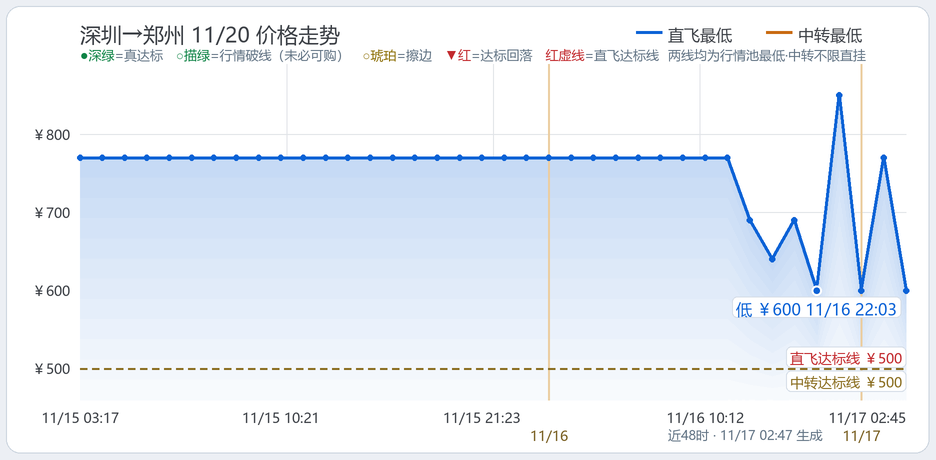 深圳→郑州 11/20 价格走势
直飞最低 中转最低
●深绿=真达标 ○描绿=行情破线（未必可购） ○琥珀=擦边 ▼红=达标回落 红虚线=直飞达标线 两线均为行情池最低·中转不限直挂
¥800
¥700
¥600
低 ¥600 11/16 22:03
直飞达标线 ¥500
¥500
中转达标线 ¥500
11/15 03:17 11/15 10:21 11/15 21:23 11/16 10:12 11/17 02:45
11/16 近48时 · 11/17 02:47 生成 11/17